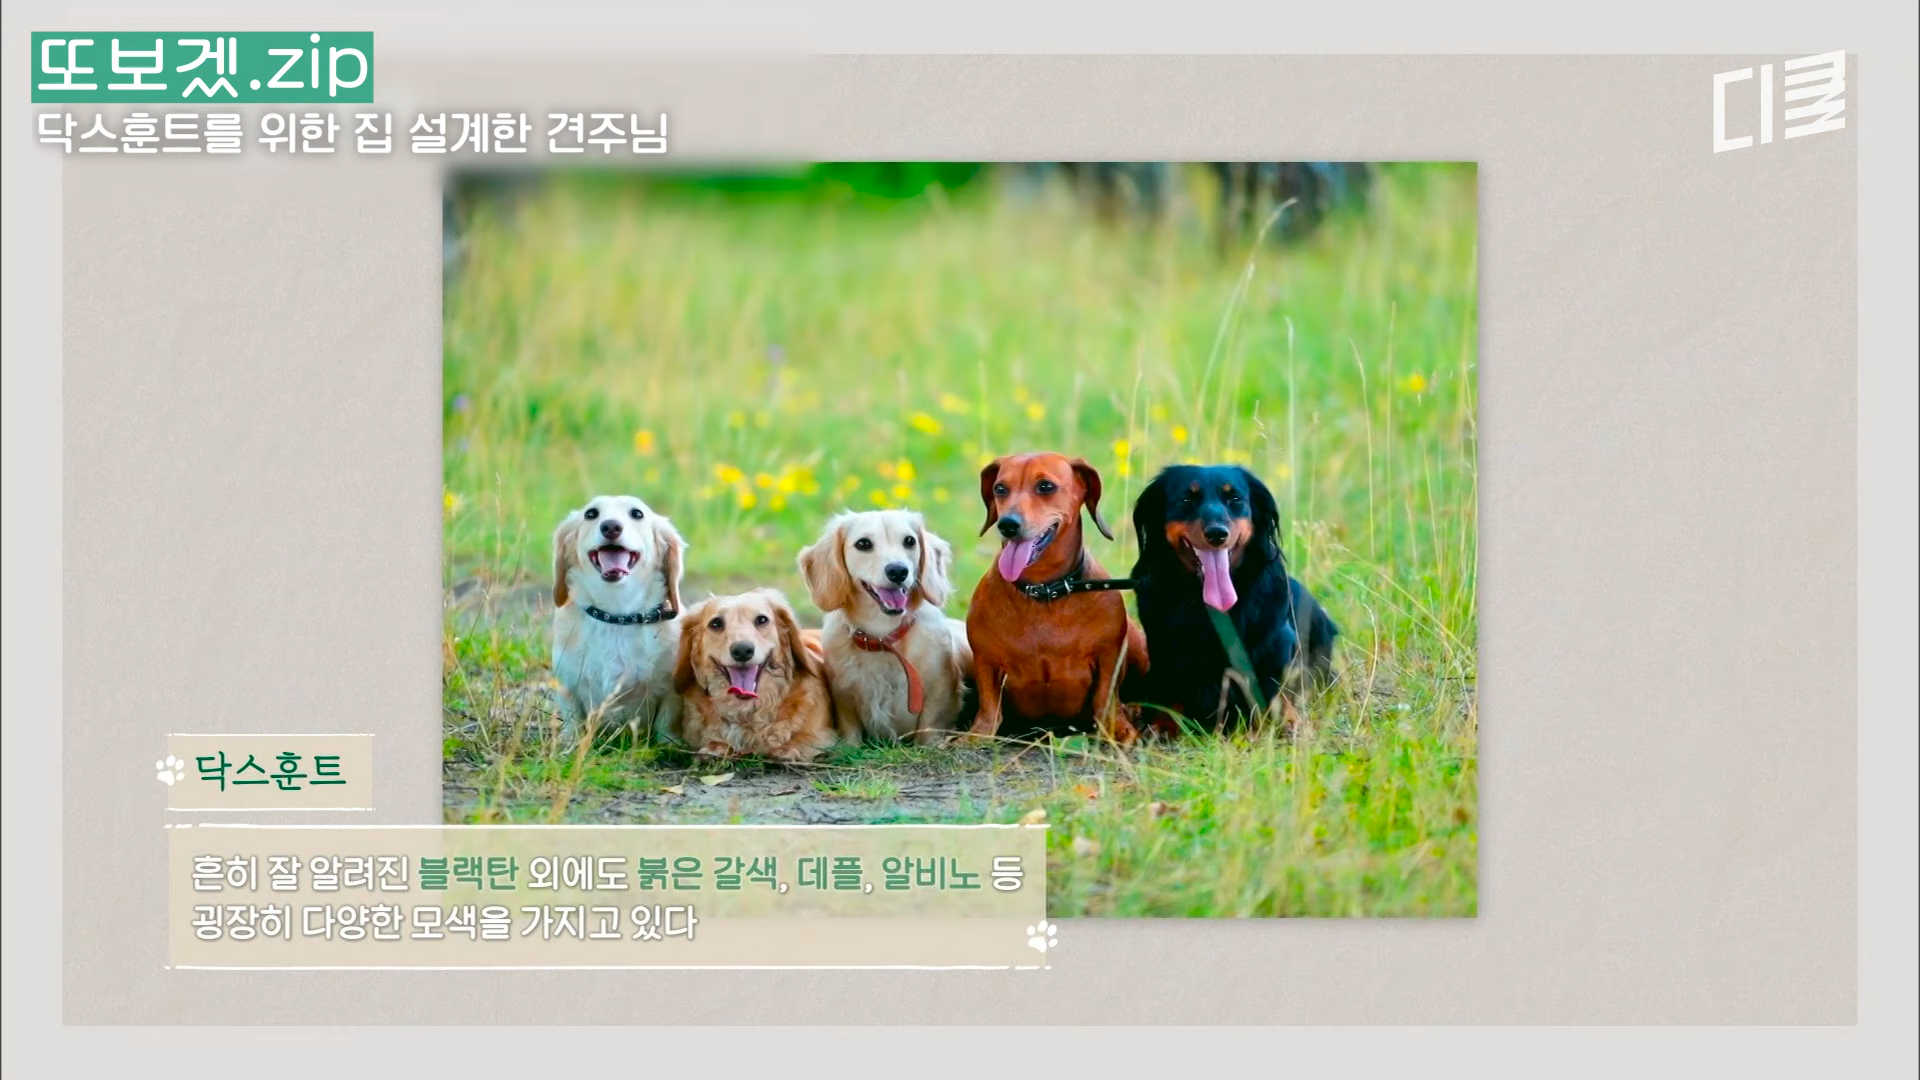 또보겠.zip
닥스훈트를 위한 집 설계한 견주님
디글
닥스훈트
흔히 잘 알려진 블랙탄 외에도 붉은 갈색, 데플, 알비노 등
굉장히 다양한 모색을 가지고 있다